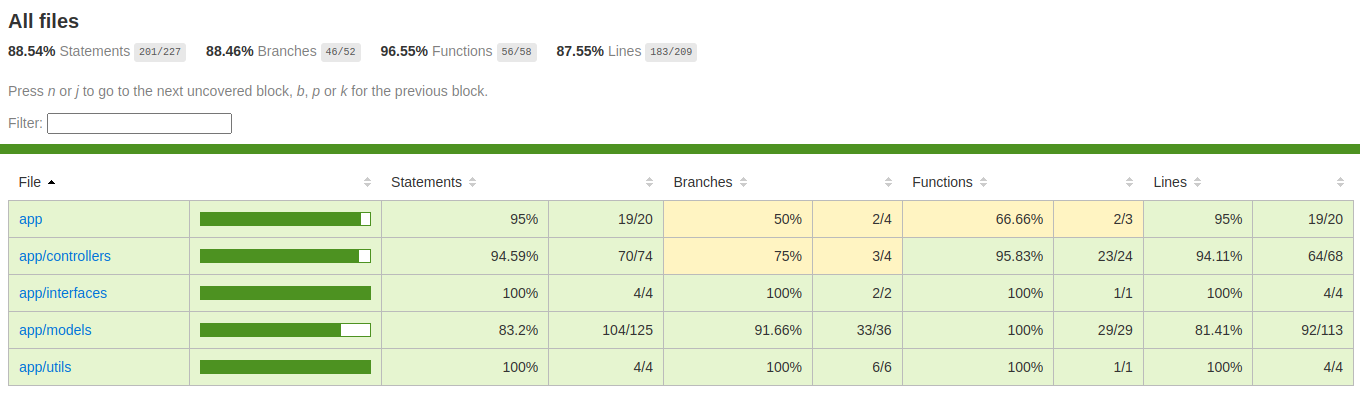 All files
88.54% Statements 201/227 88.46% Branches 46/52 96.55% Functions 56/58 87.55% Lines 183/209
Press n or j to go to the next uncovered block, b, p or k for the previous block.
Filter:
File Statements Branches Functions Lines
app 95% 19/20 50% 2/4 66.66% 2/3 95% 19/20
app/controllers 94.59% 70/74 75% 3/4 95.83% 23/24 94.11% 64/68
app/interfaces 100% 4/4 100% 2/2 100% 1/1 100% 4/4
app/models 83.2% 104/125 91.66% 33/36 100% 29/29 81.41% 92/113
app/utils 100% 4/4 100% 6/6 100% 1/1 100% 4/4